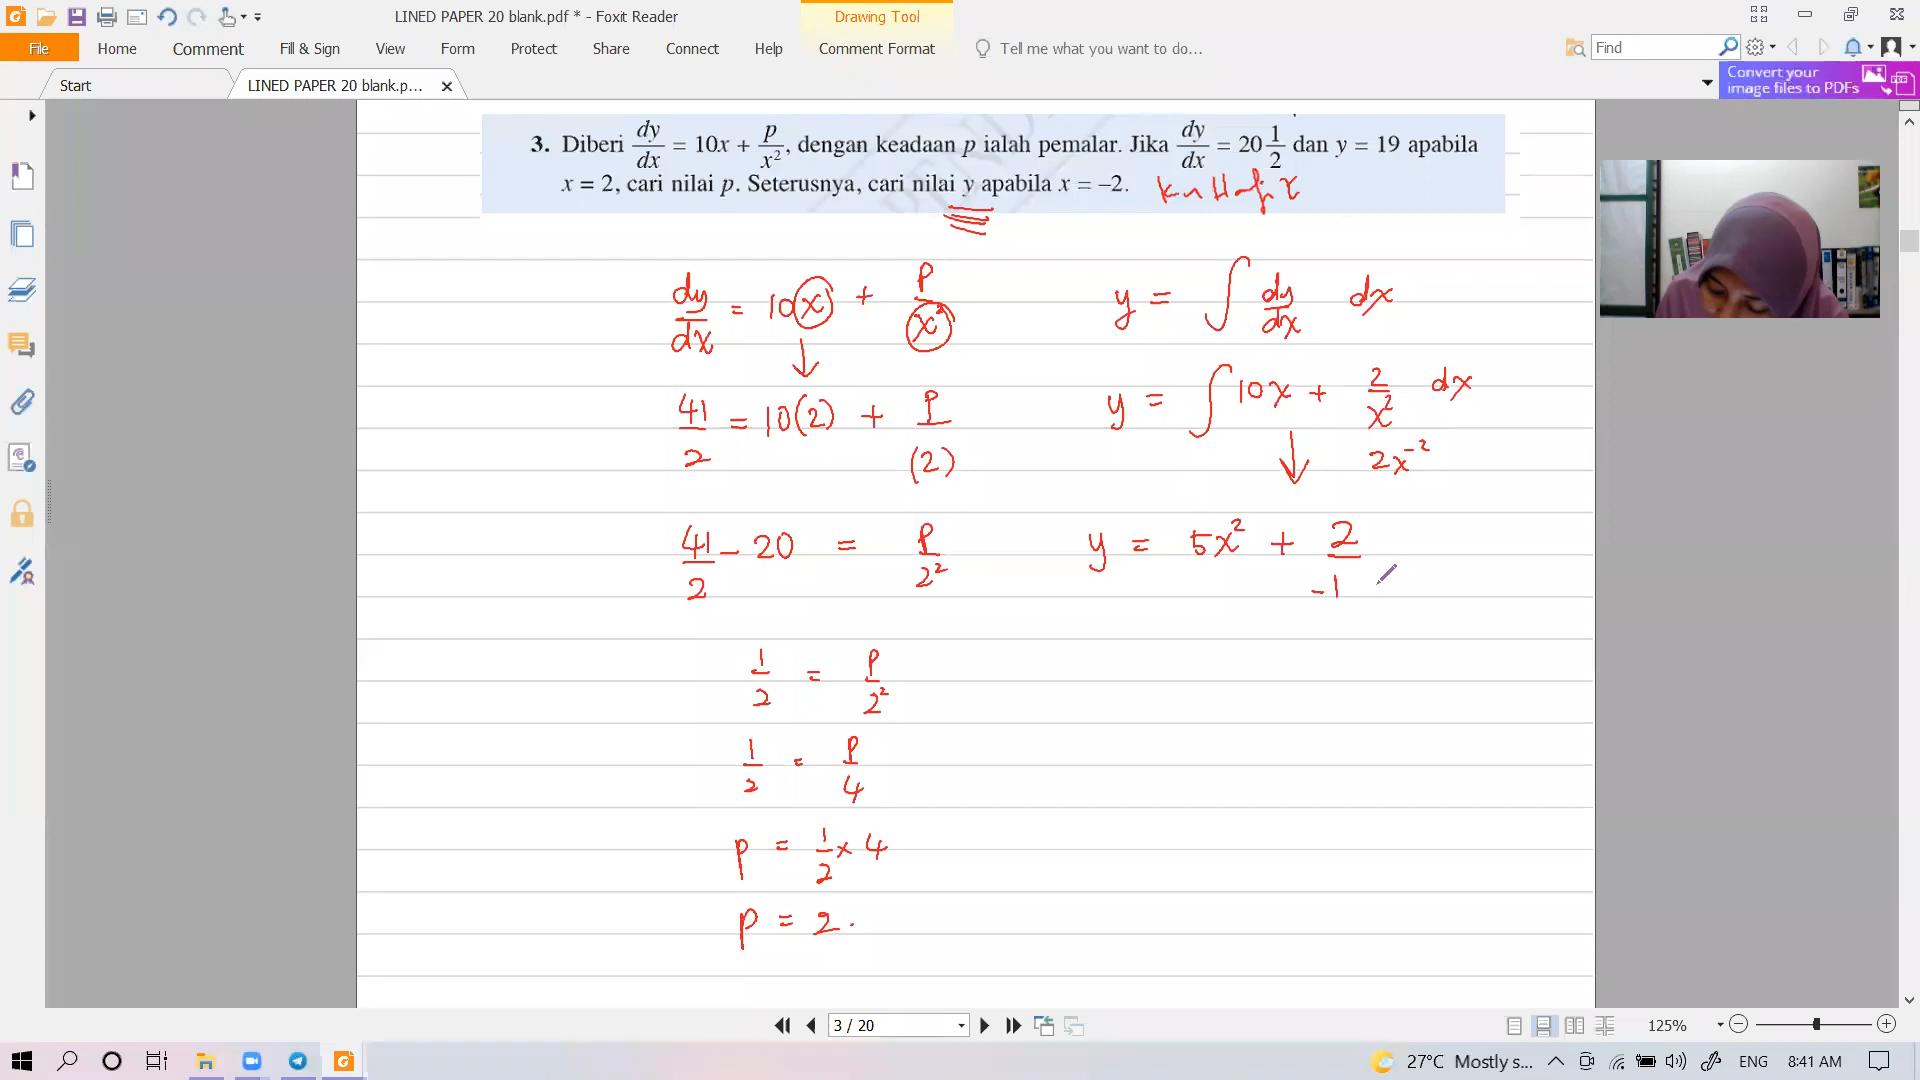 LINED PAPER 20 blank.pdf * - Foxit Reader
Drawing Tool
File Home Comment Fill & Sign View Form Protect Share Connect Help Comment Format Tell me what you want to do... Find
Start LINED PAPER 20 blank.p...
Convert your
image files to PDFs
3. Diberi dy/dx = 10x + p/x², dengan keadaan p ialah pemalar. Jika dy/dx = 20 1/2 dan y = 19 apabila
x = 2, cari nilai p. Seterusnya, cari nilai y apabila x = –2.
dy/dx = 10x + p/x²
y = ∫ dy/dx dx
41/2 = 10(2) + p/(2)
y = ∫ 10x + 2/x² dx
2x⁻²
41/2 - 20 = p/2²
y = 5x² + 2/-1
1/2 = p/2²
1/2 = p/4
p = 1/2 x 4
p = 2.
3 / 20
125%
27°C Mostly s... ENG 8:41 AM